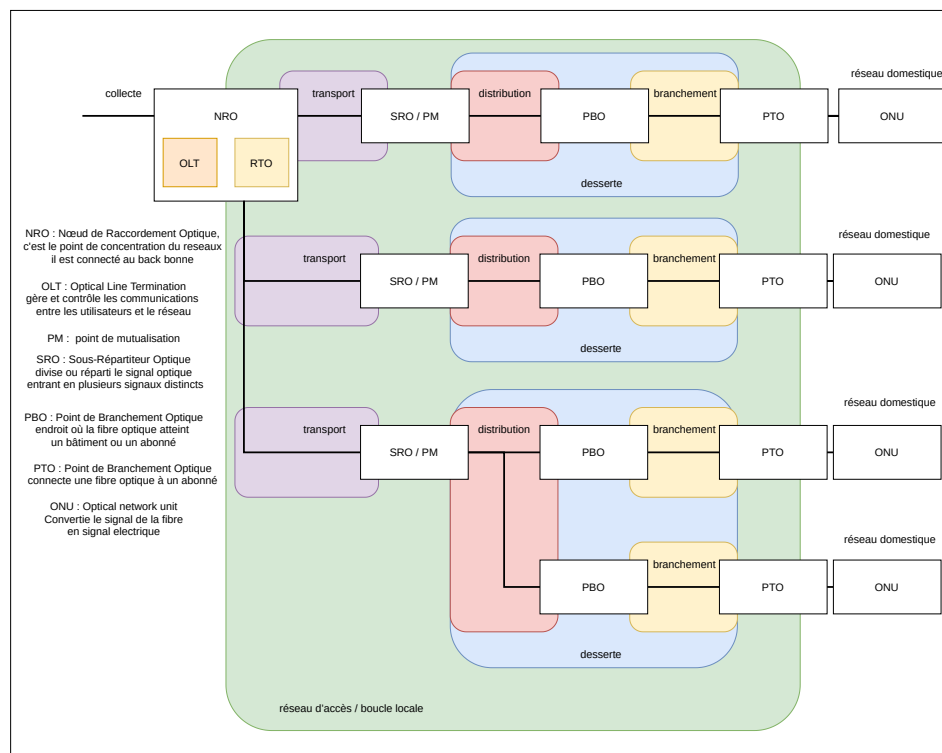 réseau domestique
collecte
transport
distribution
branchement
NRO
SRO / PM
PBO
PTO
ONU
OLT
RTO
desserte
NRO : Nœud de Raccordement Optique,
c'est le point de concentration du reseaux
il est connecté au back bonne
réseau domestique
transport
distribution
branchement
SRO / PM
PBO
PTO
ONU
OLT : Optical Line Termination
gère et contrôle les communications
entre les utilisateurs et le réseau
PM : point de mutualisation
desserte
SRO : Sous-Répartiteur Optique
divise ou réparti le signal optique
entrant en plusieurs signaux distincts
réseau domestique
PBO : Point de Branchement Optique
endroit où la fibre optique atteint
un bâtiment ou un abonné
transport
distribution
branchement
SRO / PM
PBO
PTO
ONU
PTO : Point de Branchement Optique
connecte une fibre optique à un abonné
ONU : Optical network unit
Convertie le signal de la fibre
en signal electrique
réseau domestique
branchement
PBO
PTO
ONU
desserte
réseau d'accès / boucle locale